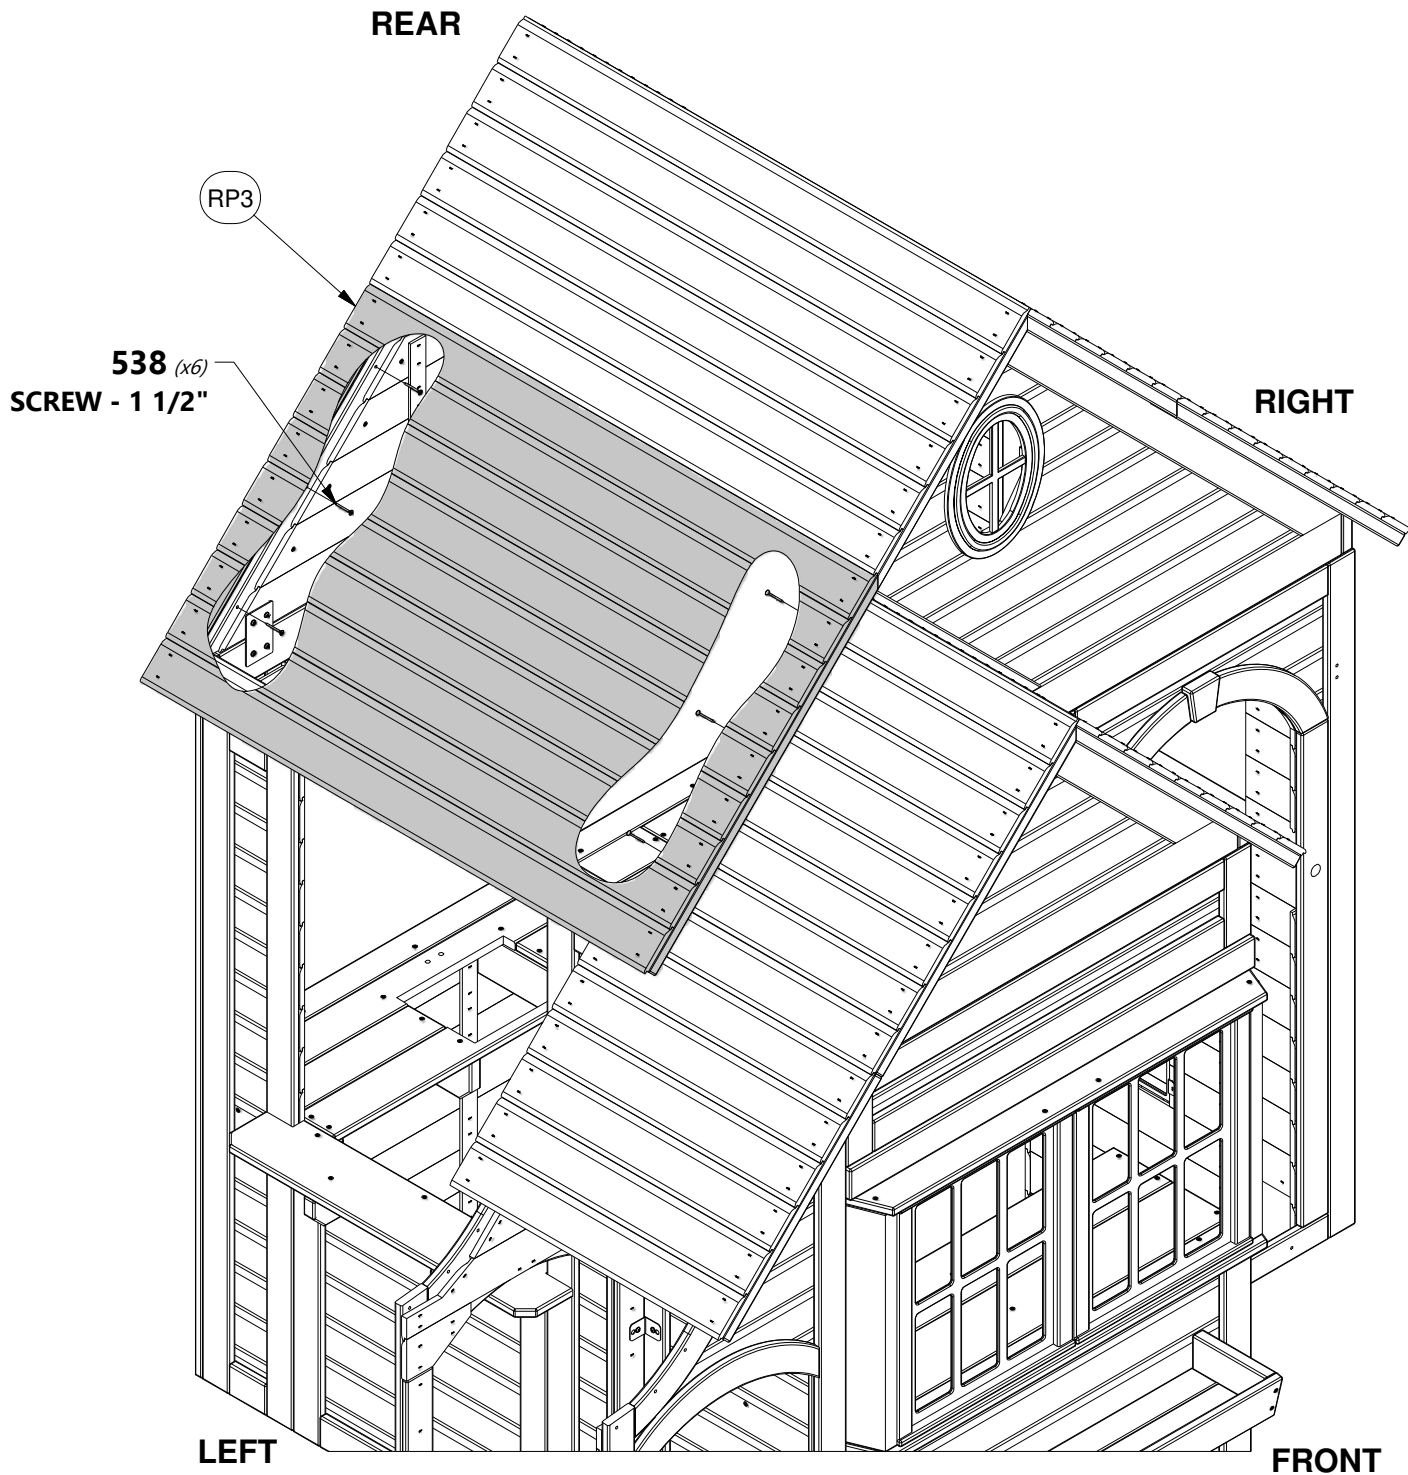 REAR
RP3
538 (x6)
SCREW - 1 1/2"
RIGHT
LEFT
FRONT